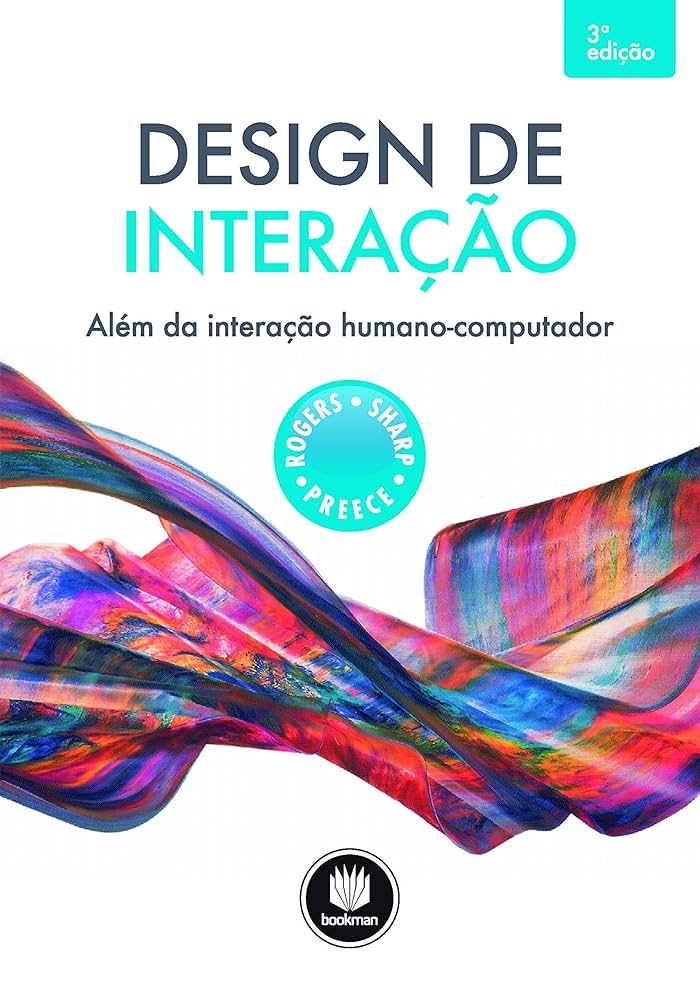 3ª
edição
DESIGN DE
INTERAÇÃO
Além da interação humano-computador
ROGERS • SHARP • PREECE •
bookman